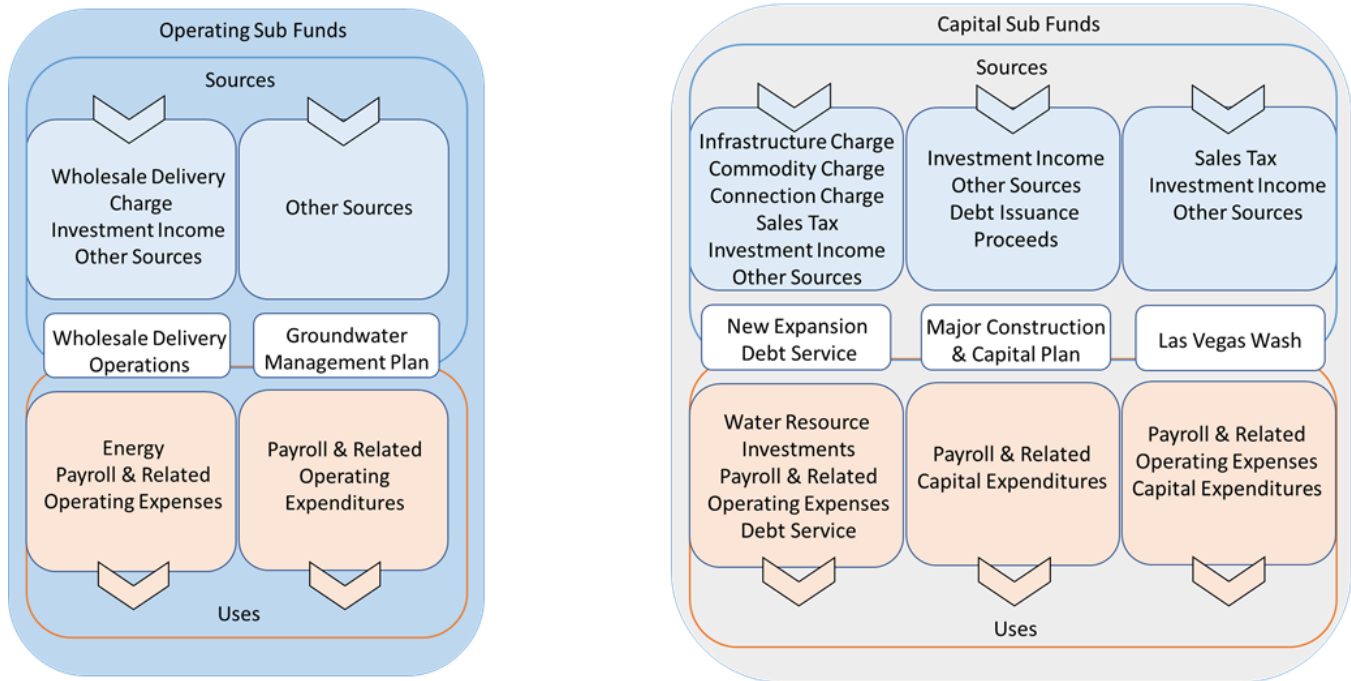 Operating Sub Funds
Sources
Wholesale Delivery
Charge
Investment Income
Other Sources
Other Sources
Wholesale Delivery
Operations
Groundwater
Management Plan
Energy
Payroll & Related
Operating Expenses
Payroll & Related
Operating
Expenditures
Uses
Capital Sub Funds
Sources
Infrastructure Charge
Commodity Charge
Connection Charge
Sales Tax
Investment Income
Other Sources
Investment Income
Other Sources
Debt Issuance
Proceeds
Sales Tax
Investment Income
Other Sources
New Expansion
Debt Service
Major Construction
& Capital Plan
Las Vegas Wash
Water Resource
Investments
Payroll & Related
Operating Expenses
Debt Service
Payroll & Related
Capital Expenditures
Payroll & Related
Operating Expenses
Capital Expenditures
Uses